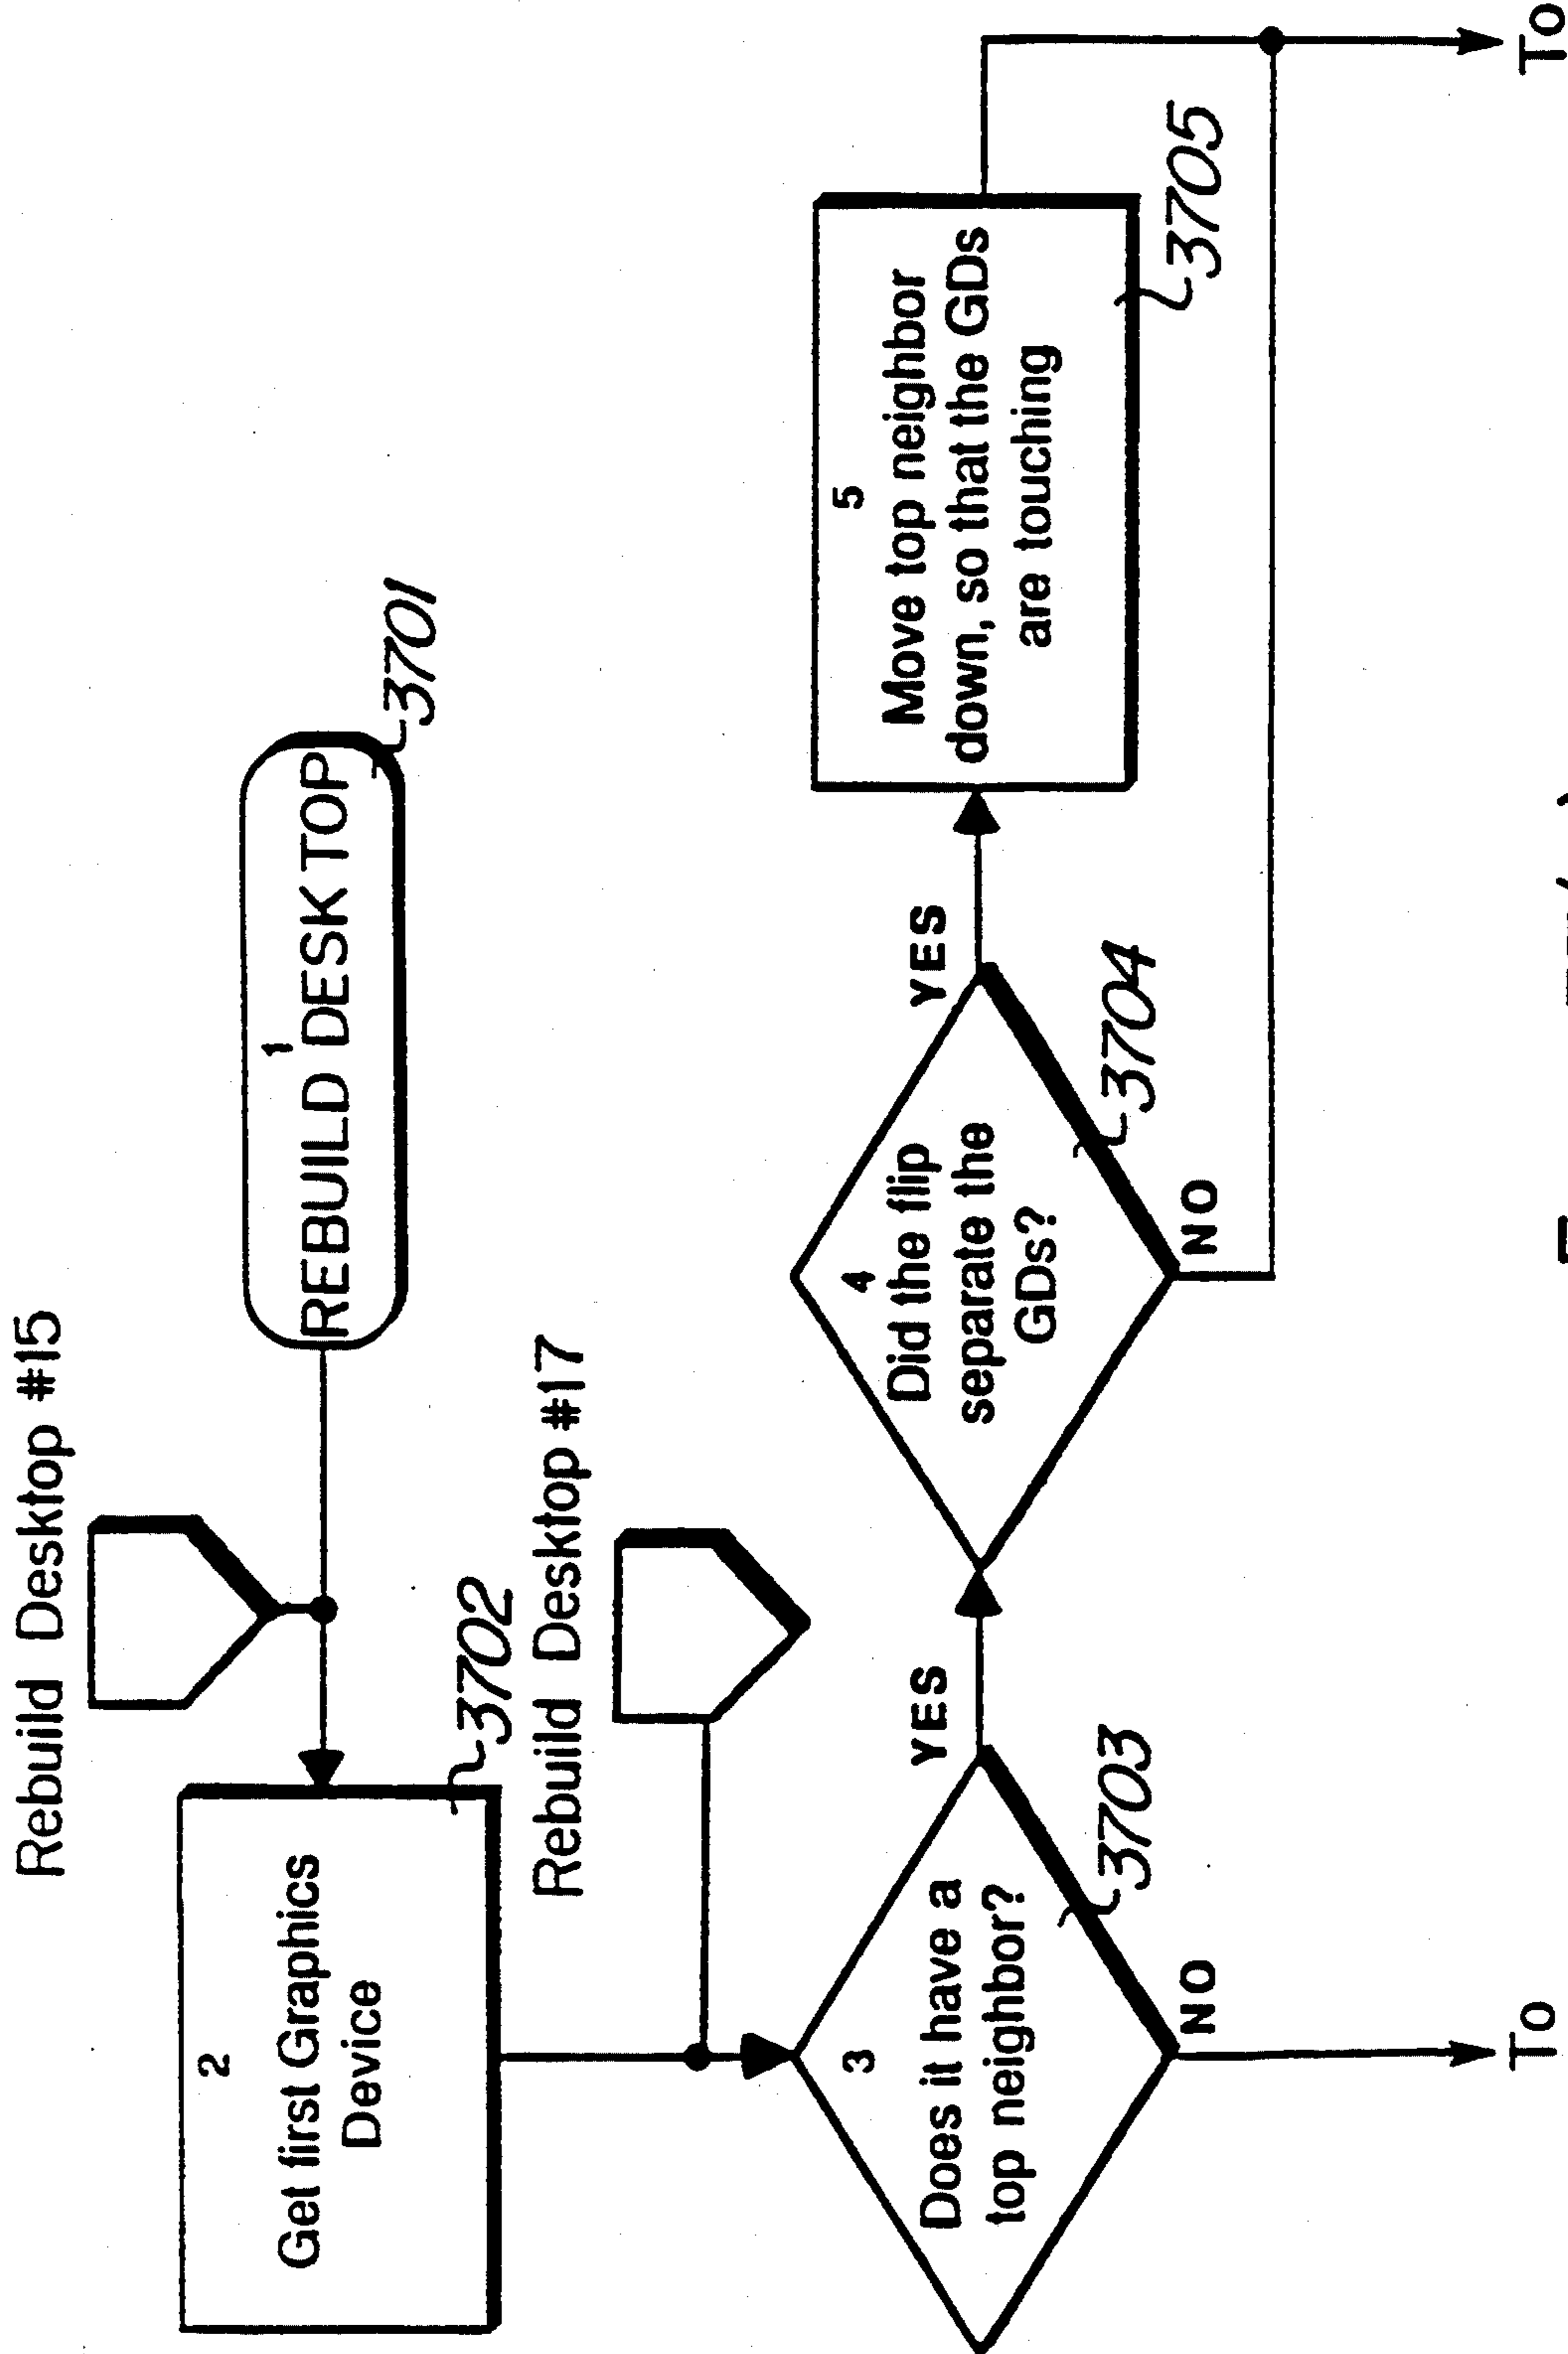 Rebuild Desktop #15
1
REBUILD DESKTOP
3701
2
Get first Graphics
Device
3702
Rebuild Desktop #17
3
Does it have a
top neighbor?
3703
YES
NO
4
Did the flip
separate the
GDs?
3704
YES
NO
5
Move top neighbor
down, so that the GDs
are touching
3705
To
To